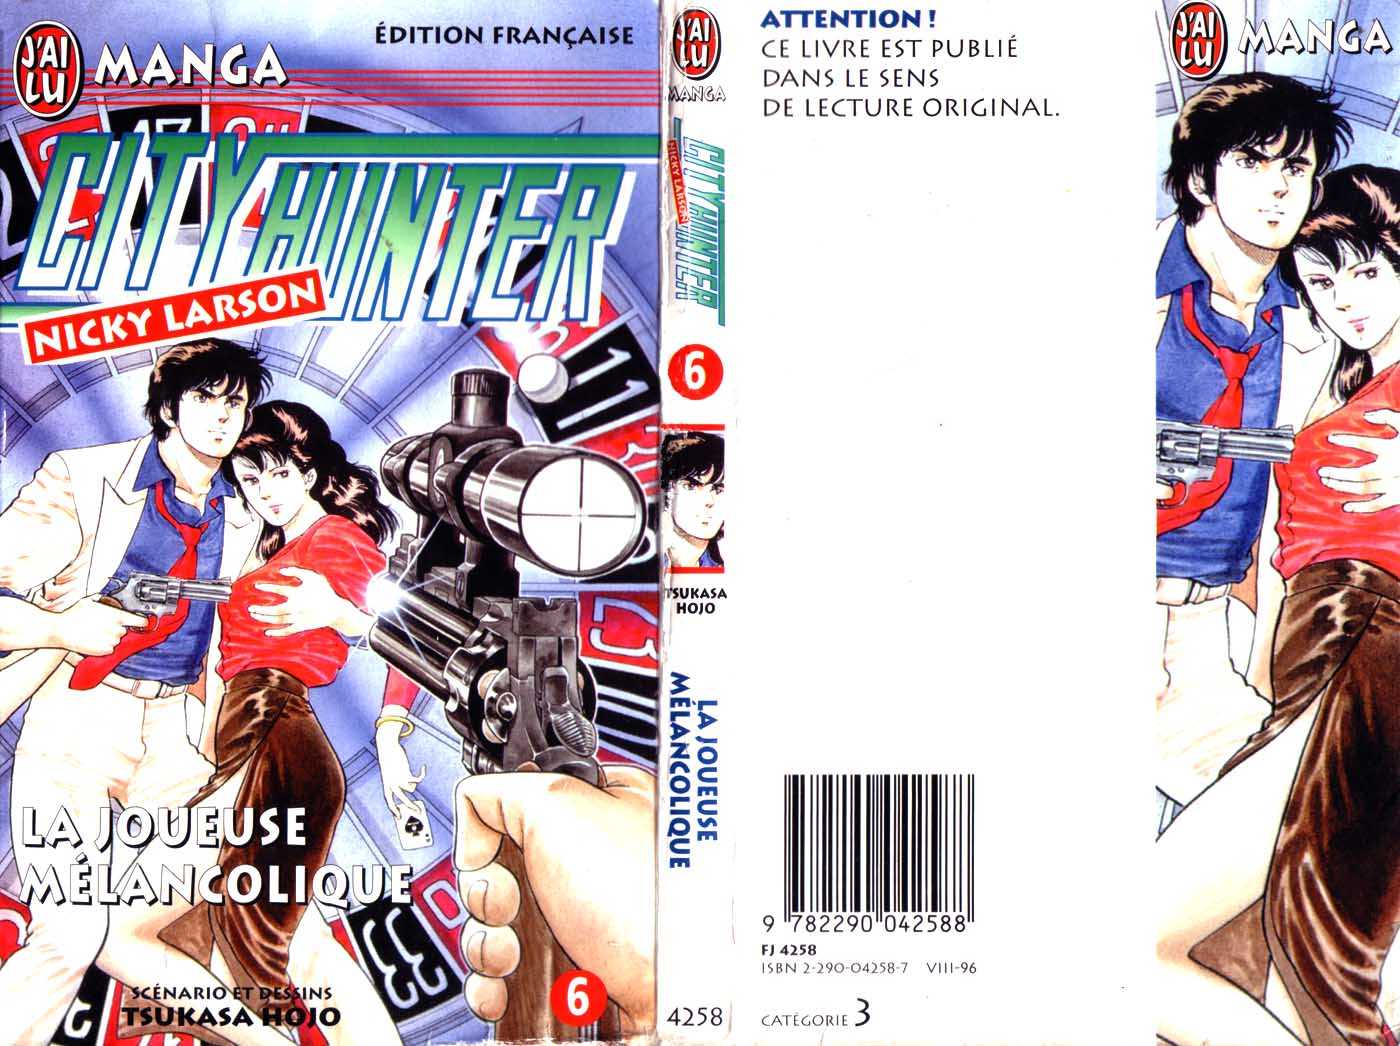 J'AI
LU
MANGA
ÉDITION FRANÇAISE
17
CITY HUNTER
NICKY LARSON
11
LA JOUEUSE
MÉLANCOLIQUE
33
SCÉNARIO ET DESSINS
TSUKASA HOJO
6
J'AI
LU
MANGA
CITY HUNTER
NICKY LARSON
6
TSUKASA
HOJO
LA JOUEUSE
MÉLANCOLIQUE
4258
ATTENTION !
CE LIVRE EST PUBLIÉ
DANS LE SENS
DE LECTURE ORIGINAL.
9 782290 042588
FJ 4258
ISBN 2-290-04258-7 VIII-96
CATÉGORIE 3
J'AI
LU
MANGA